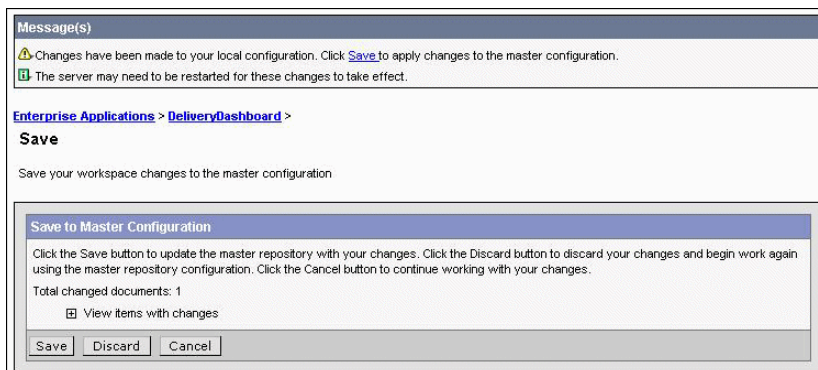 Message(s)
Changes have been made to your local configuration. Click Save to apply changes to the master configuration.
The server may need to be restarted for these changes to take effect.
Enterprise Applications > DeliveryDashboard >
Save
Save your workspace changes to the master configuration
Save to Master Configuration
Click the Save button to update the master repository with your changes. Click the Discard button to discard your changes and begin work again
using the master repository configuration. Click the Cancel button to continue working with your changes.
Total changed documents: 1
View items with changes
Save Discard Cancel